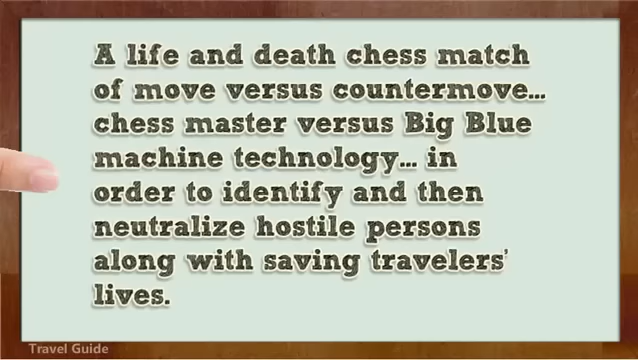 A life and death chess match
of move versus countermove...
chess master versus Big Blue
machine technology... in
order to identify and then
neutralize hostile persons
along with saving travelers'
lives.
Travel Guide